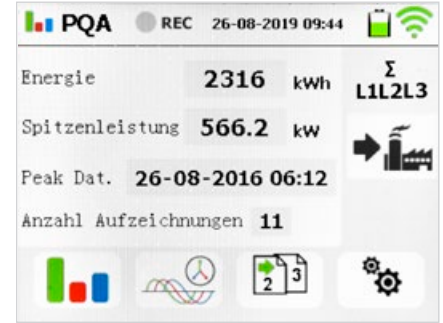 PQA REC 26-08-2019 09:44
Energie 2316 kWh
Σ
L1L2L3
Spitzenleistung 566.2 kW
Peak Dat. 26-08-2016 06:12
Anzahl Aufzeichnungen 11
2 3